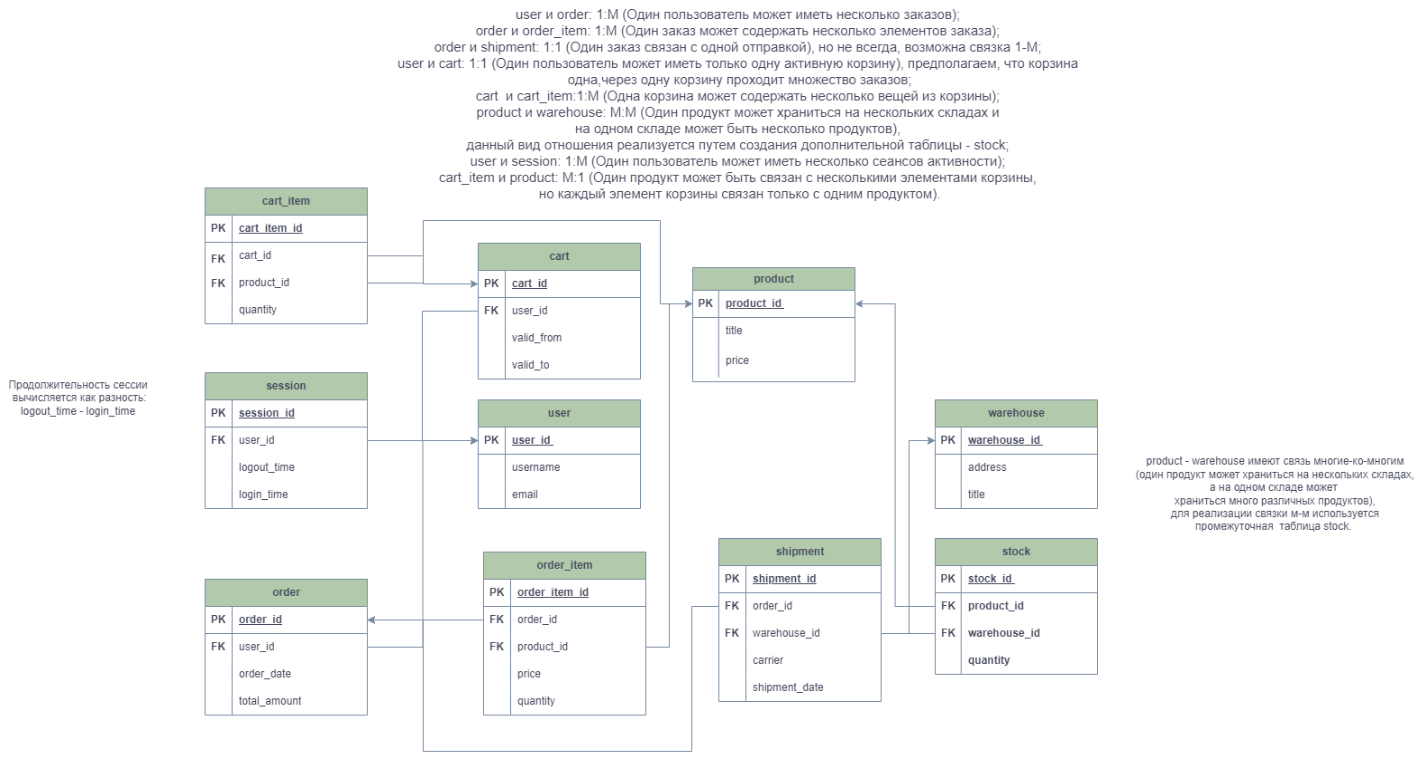 user и order: 1:M (Один пользователь может иметь несколько заказов);
order и order_item: 1:M (Один заказ может содержать несколько элементов заказа);
order и shipment: 1:1 (Один заказ связан с одной отправкой), но не всегда, возможна связка 1-М;
user и cart: 1:1 (Один пользователь может иметь только одну активную корзину), предполагаем, что корзина
одна,через одну корзину проходит множество заказов;
cart и cart_item:1:M (Одна корзина может содержать несколько вещей из корзины);
product и warehouse: M:M (Один продукт может храниться на нескольких складах и
на одном складе может быть несколько продуктов),
данный вид отношения реализуется путем создания дополнительной таблицы - stock;
user и session: 1:M (Один пользователь может иметь несколько сеансов активности);
cart_item и product: M:1 (Один продукт может быть связан с несколькими элементами корзины,
но каждый элемент корзины связан только с одним продуктом).
cart_item
PK cart_item_id
FK cart_id
FK product_id
quantity
cart
PK cart_id
FK user_id
valid_from
valid_to
product
PK product_id
title
price
Продолжительность сессии
вычисляется как разность:
logout_time - login_time
session
PK session_id
FK user_id
logout_time
login_time
user
PK user_id
username
email
warehouse
PK warehouse_id
address
title
product - warehouse имеют связь многие-ко-многим
(один продукт может храниться на нескольких складах,
а на одном складе может
храниться много различных продуктов),
для реализации связки м-м используется
промежуточная таблица stock.
order
PK order_id
FK user_id
order_date
total_amount
order_item
PK order_item_id
FK order_id
FK product_id
price
quantity
shipment
PK shipment_id
FK order_id
FK warehouse_id
carrier
shipment_date
stock
PK stock_id
FK product_id
FK warehouse_id
quantity